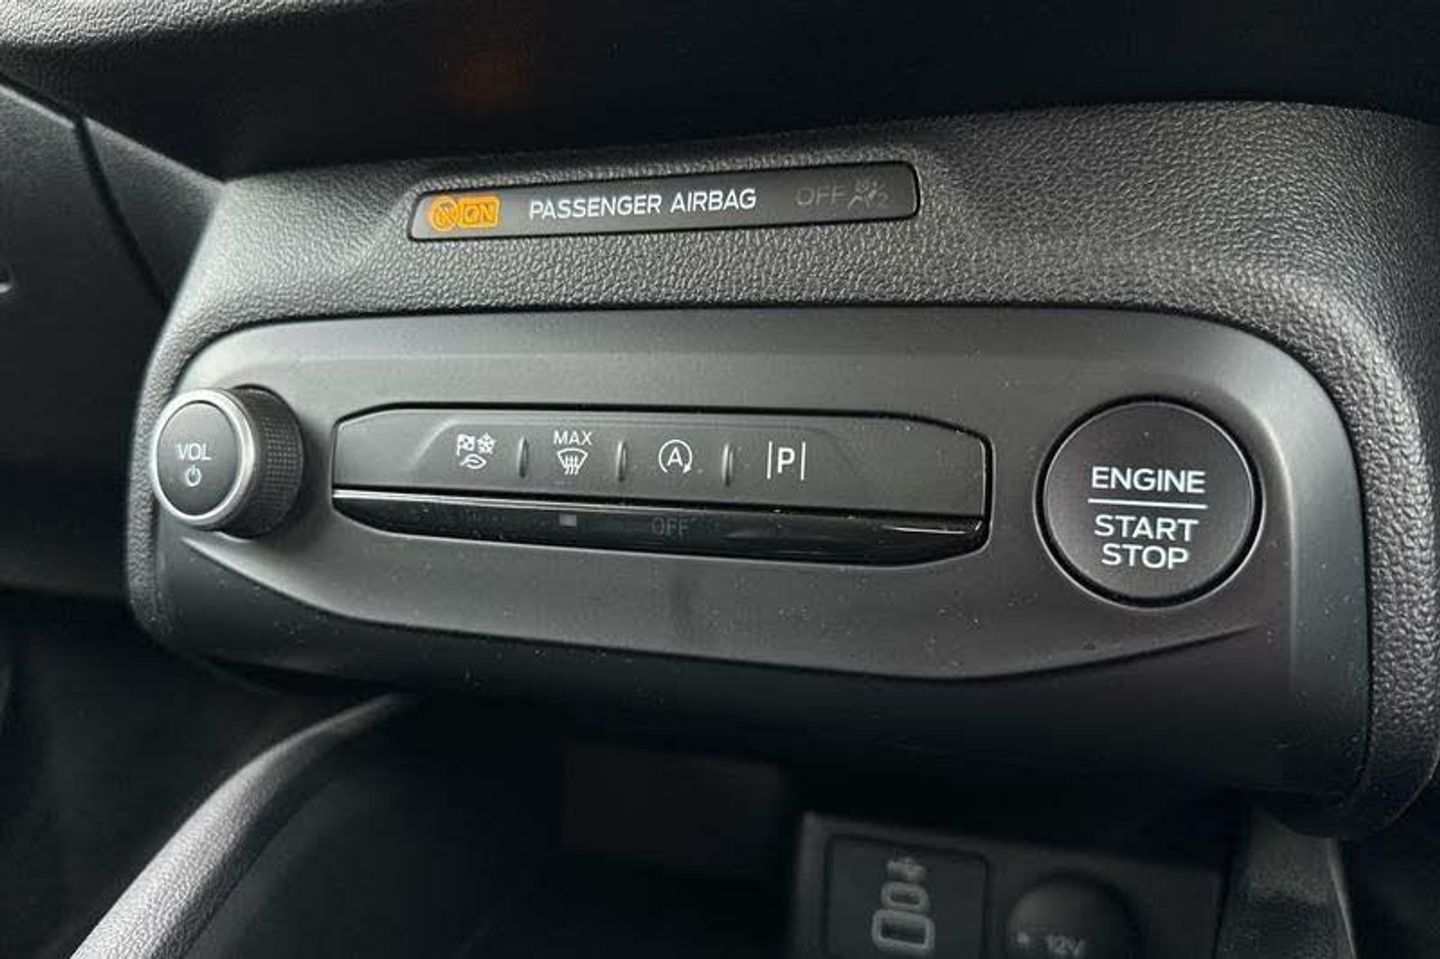 ON PASSENGER AIRBAG OFF
VOL
MAX
A
P
OFF
ENGINE
START
STOP
12V